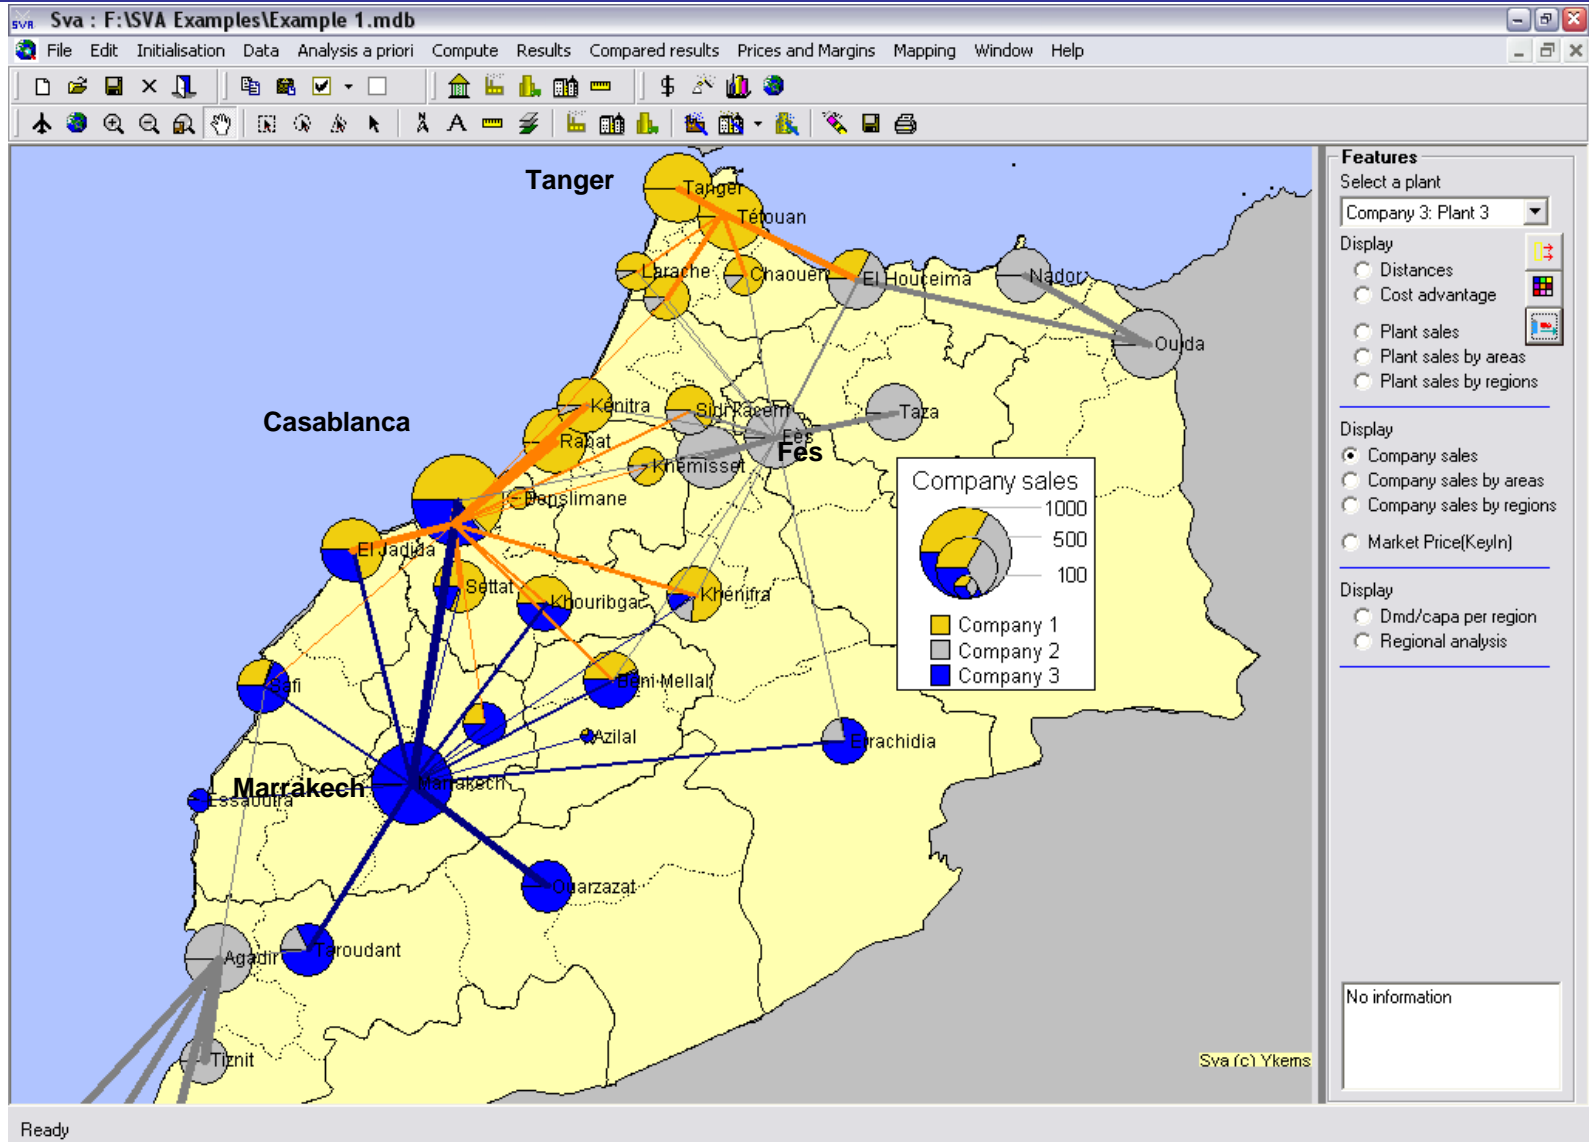 Sva : F:\SVA Examples\Example 1.mdb
File Edit Initialisation Data Analysis a priori Compute Results Compared results Prices and Margins Mapping Window Help
Tanger
Tanger
Tétouan
Larache
Chaouen
El Houceima
Nador
Oujda
Casablanca
Kénitra
Sidi Kacem
Taza
Rabat
Fès
Fes
Khémisset
Benslimane
El Jadida
Settat
Khouribga
Khénifra
Safi
Béni Mellal
Azilal
Errachidia
Marrakech
Marrakech
Essaouira
Ouarzazat
Agadir
Taroudant
Tiznit
Company sales
1000
500
100
Company 1
Company 2
Company 3
Sva (c) Ykems
Features
Select a plant
Company 3: Plant 3
Display
Distances
Cost advantage
Plant sales
Plant sales by areas
Plant sales by regions
Display
Company sales
Company sales by areas
Company sales by regions
Market Price(KeyIn)
Display
Dmd/capa per region
Regional analysis
No information
Ready